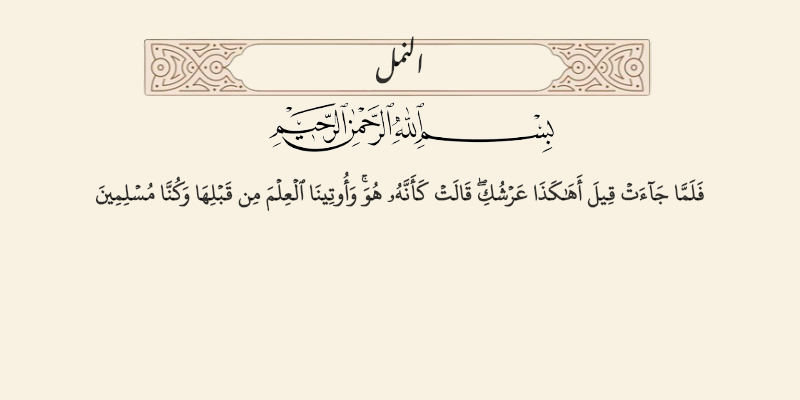 النمل
بِسْمِ ٱللَّهِ ٱلرَّحْمَٰنِ ٱلرَّحِيمِ
فَلَمَّا جَآءَتْ قِيلَ أَهَٰكَذَا عَرْشُكِ ۖ قَالَتْ كَأَنَّهُۥ هُوَ ۚ وَأُوتِينَا ٱلْعِلْمَ مِن قَبْلِهَا وَكُنَّا مُسْلِمِينَ